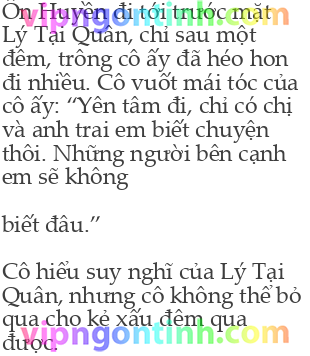 Ôn Huyền đi tới trước mặt
vipngontinh.com
Lý Tại Quân, chỉ sau một
đêm, trông cô ấy đã héo hon
đi nhiều. Cô vuốt mái tóc của
cô ấy: “Yên tâm đi, chỉ có chị
và anh trai em biết chuyện
thôi. Những người bên cạnh
em sẽ không
biết đâu.”
Cô hiểu suy nghĩ của Lý Tại
Quân, nhưng cô không thể bỏ
qua cho kẻ xấu đêm qua
vipngontinh.com
được.